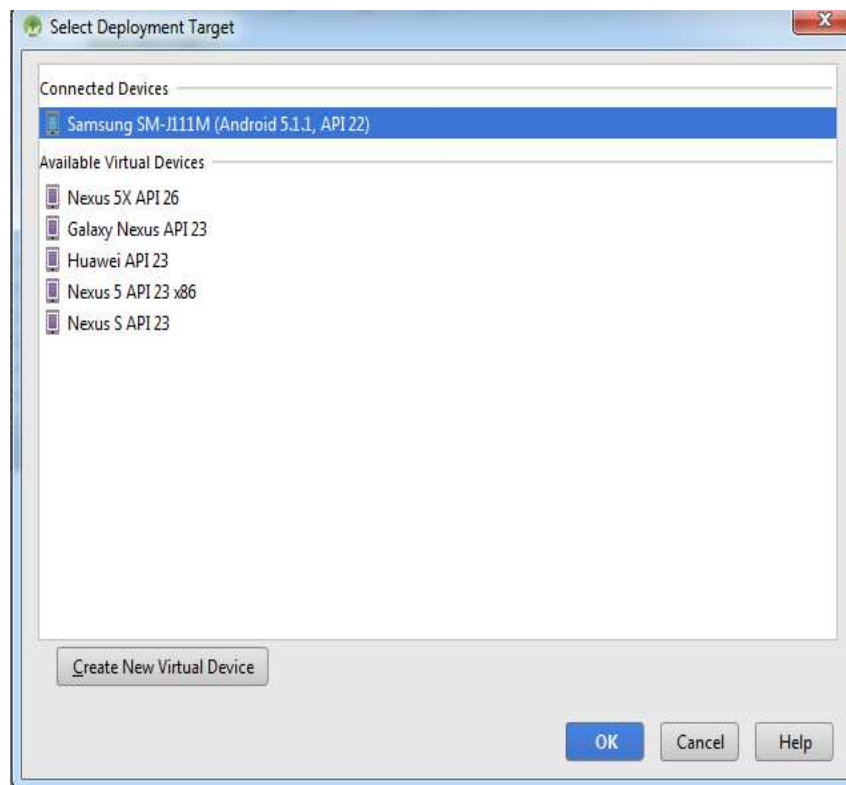 Select Deployment Target
Connected Devices
Samsung SM-J111M (Android 5.1.1, API 22)
Available Virtual Devices
Nexus 5X API 26
Galaxy Nexus API 23
Huawei API 23
Nexus 5 API 23 x86
Nexus S API 23
Create New Virtual Device
OK Cancel Help